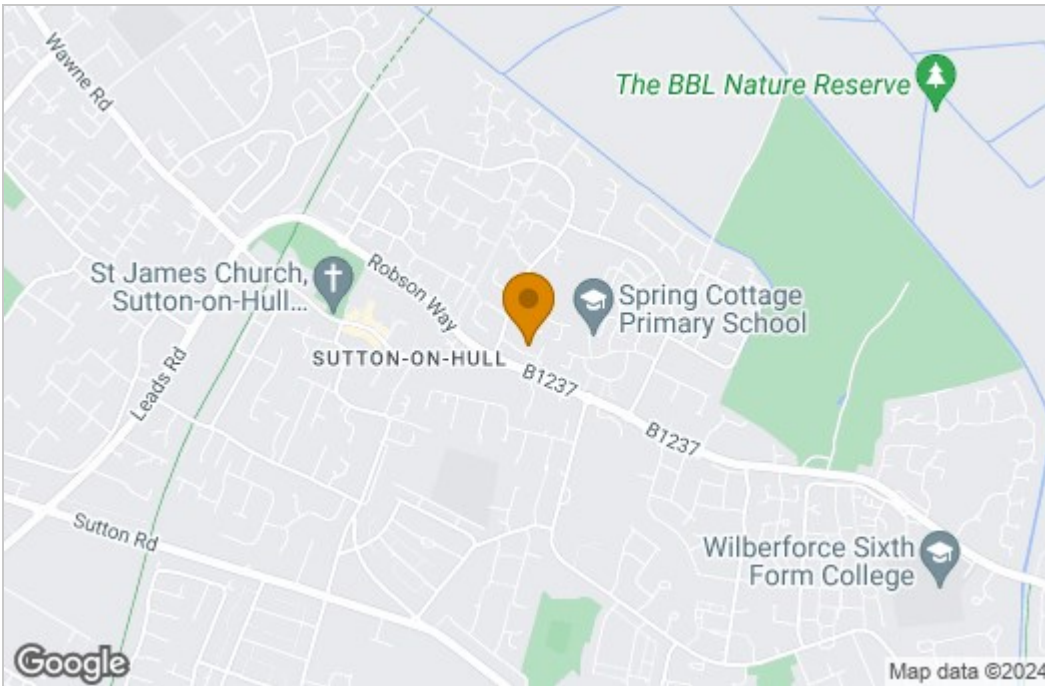 Wawne Rd
The BBL Nature Reserve
St James Church,
Sutton-on-Hull...
Robson Way
Spring Cottage
Primary School
SUTTON-ON-HULL
B1237
Leads Rd
B1237
Sutton Rd
Wilberforce Sixth
Form College
Google
Map data ©2024